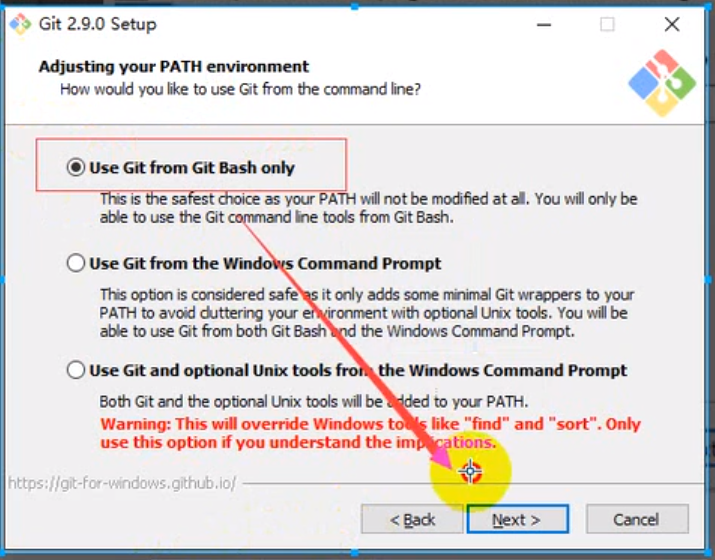 Git 2.9.0 Setup
Adjusting your PATH environment
How would you like to use Git from the command line?
Use Git from Git Bash only
This is the safest choice as your PATH will not be modified at all. You will only be
able to use the Git command line tools from Git Bash.
Use Git from the Windows Command Prompt
This option is considered safe as it only adds some minimal Git wrappers to your
PATH to avoid cluttering your environment with optional Unix tools. You will be
able to use Git from both Git Bash and the Windows Command Prompt.
Use Git and optional Unix tools from the Windows Command Prompt
Both Git and the optional Unix tools will be added to your PATH.
Warning: This will override Windows tools like "find" and "sort". Only
use this option if you understand the implications.
https://git-for-windows.github.io/
< Back Next > Cancel